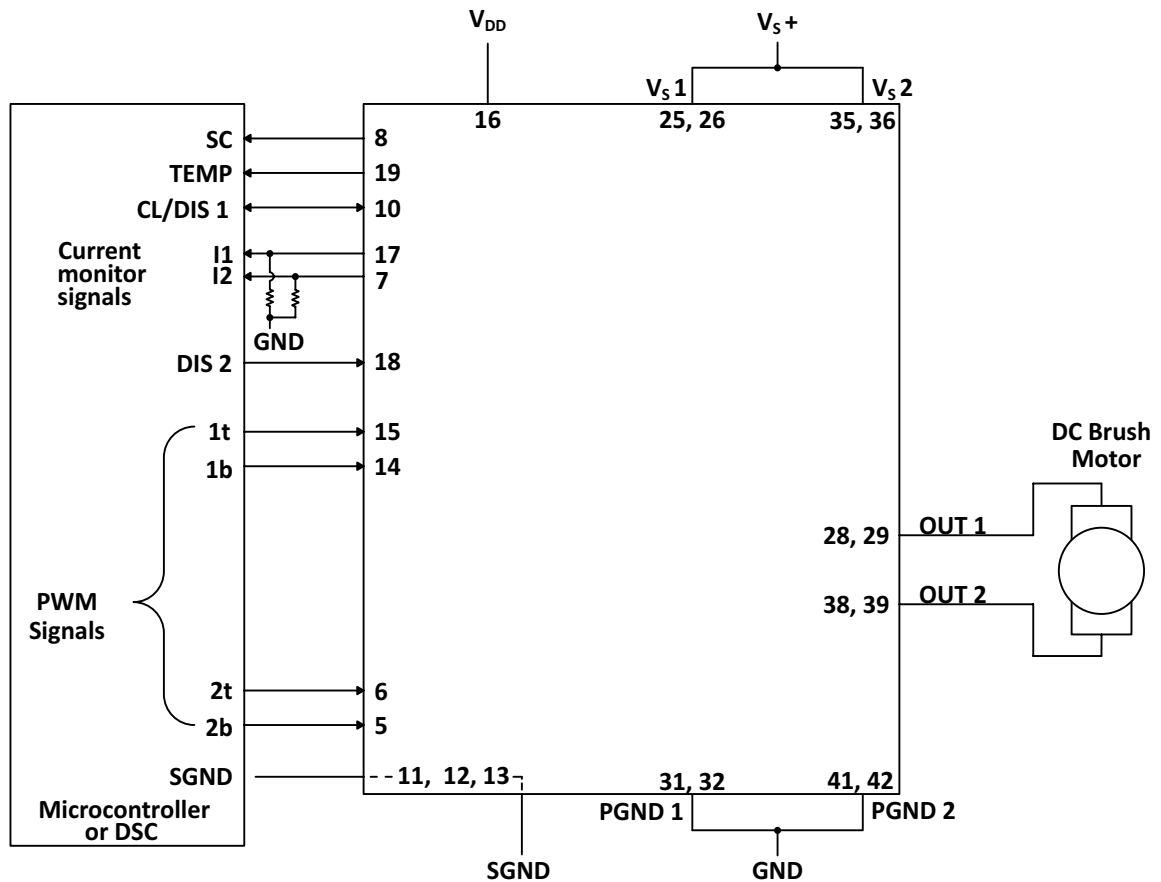 V_DD
V_S +
V_S 1
V_S 2
16
25, 26
35, 36
SC
8
TEMP
19
CL/DIS 1
10
Current
monitor
signals
I1
17
I2
7
GND
DIS 2
18
1t
15
1b
14
PWM
Signals
2t
6
2b
5
SGND
11, 12, 13
Microcontroller
or DSC
SGND
31, 32
41, 42
PGND 1
PGND 2
GND
28, 29
OUT 1
38, 39
OUT 2
DC Brush
Motor